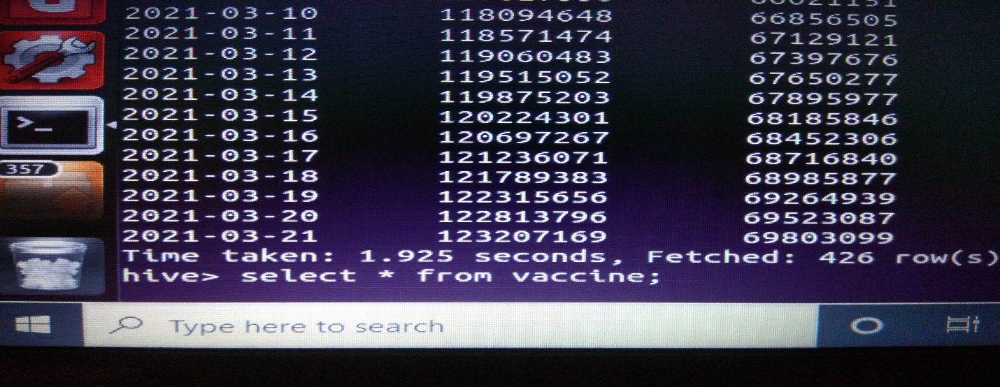 2021-03-10 118094648 66856505
2021-03-11 118571474 67129121
2021-03-12 119060483 67397676
2021-03-13 119515052 67650277
2021-03-14 119875203 67895977
2021-03-15 120224301 68185846
2021-03-16 120697267 68452306
2021-03-17 121236071 68716840
2021-03-18 121789383 68985877
2021-03-19 122315656 69264939
2021-03-20 122813796 69523087
2021-03-21 123207169 69803099
Time taken: 1.925 seconds, Fetched: 426 row(s)
hive> select * from vaccine;
>_
357
Type here to search